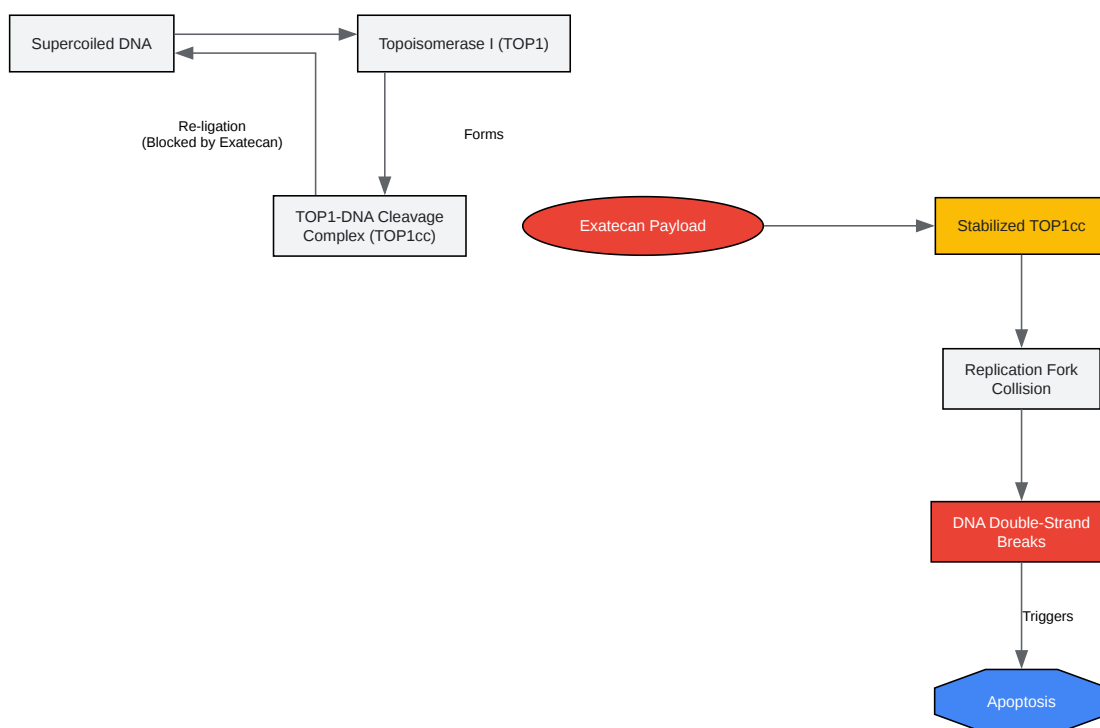 Supercoiled DNA
Topoisomerase I (TOP1)
Re-ligation
(Blocked by Exatecan)
Forms
TOP1-DNA Cleavage
Complex (TOP1cc)
Exatecan Payload
Stabilized TOP1cc
Replication Fork
Collision
DNA Double-Strand
Breaks
Triggers
Apoptosis